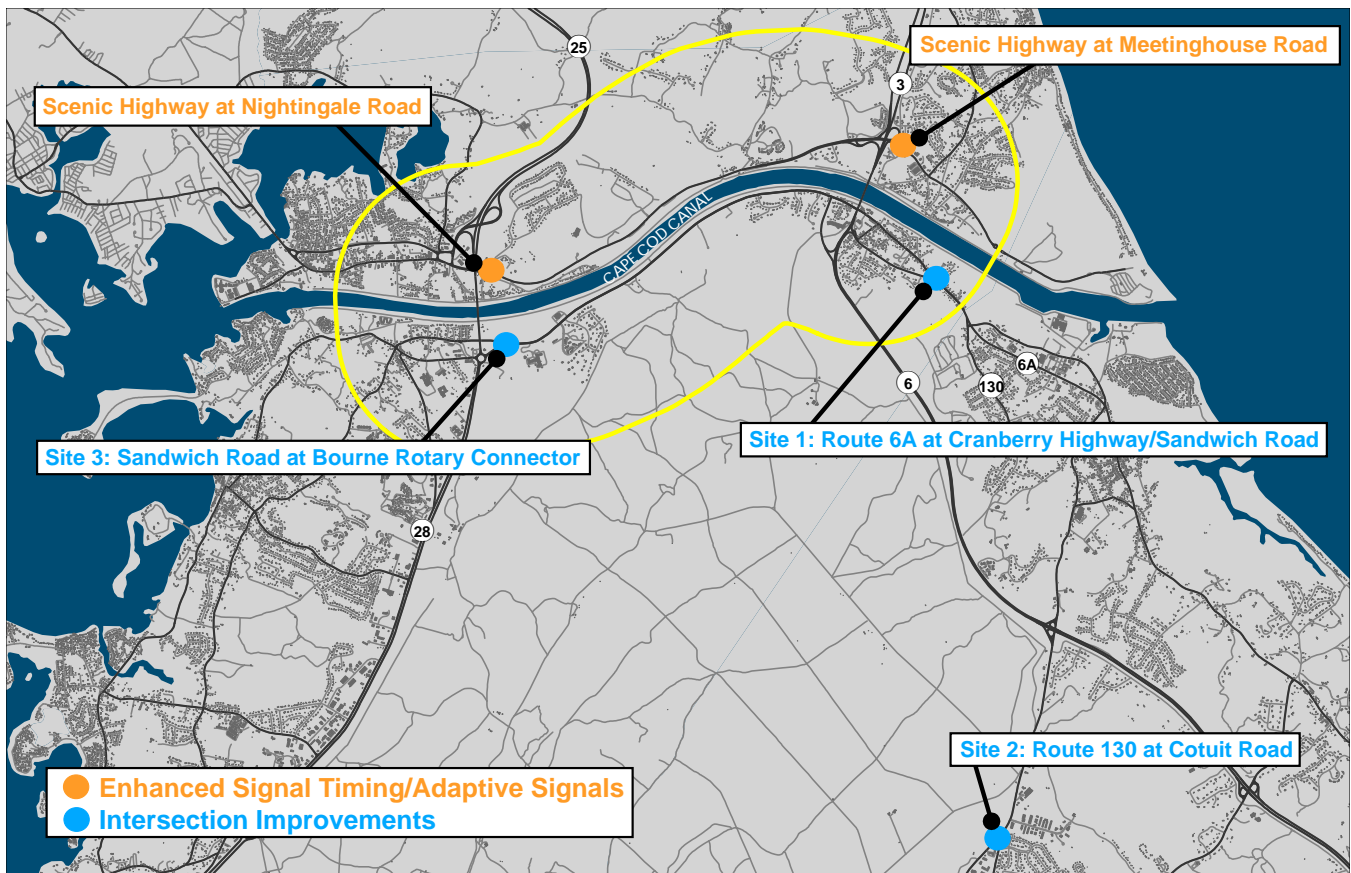 25
Scenic Highway at Meetinghouse Road
3
Scenic Highway at Nightingale Road
CAPE COD CANAL
6A
6
130
Site 1: Route 6A at Cranberry Highway/Sandwich Road
Site 3: Sandwich Road at Bourne Rotary Connector
28
Site 2: Route 130 at Cotuit Road
Enhanced Signal Timing/Adaptive Signals
Intersection Improvements